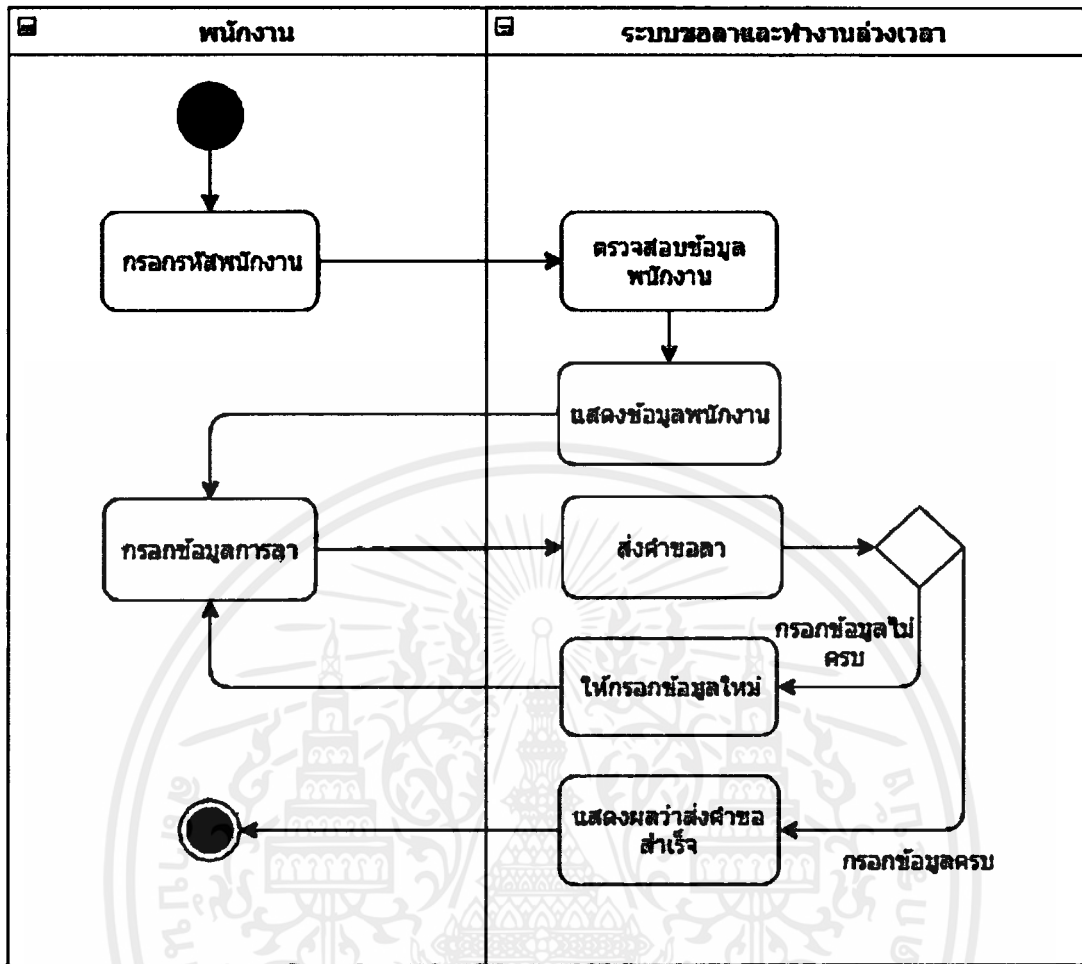 พนักงาน
ระบบขอลาและทำงานล่วงเวลา
กรอกรหัสพนักงาน
ตรวจสอบข้อมูล
พนักงาน
แสดงข้อมูลพนักงาน
กรอกข้อมูลการลา
ส่งคำขอลา
กรอกข้อมูลไม่
ครบ
ให้กรอกข้อมูลใหม่
แสดงผลว่าส่งคำขอ
สำเร็จ
กรอกข้อมูลครบ